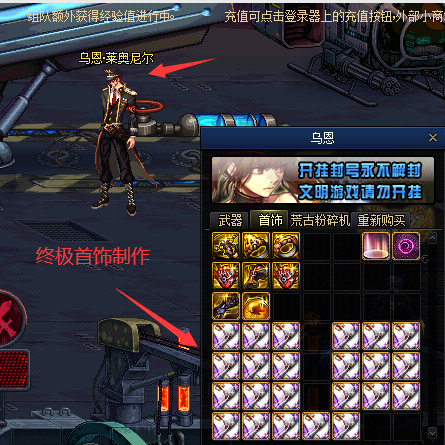 组队额外获得经验值进行中。
充值可点击登录器上的充值按钮·外部小商
乌恩·莱奥尼尔
乌恩
开挂封号永不解封
文明游戏请勿开挂
武器
首饰
荒古粉碎机
重新购买
终极首饰制作